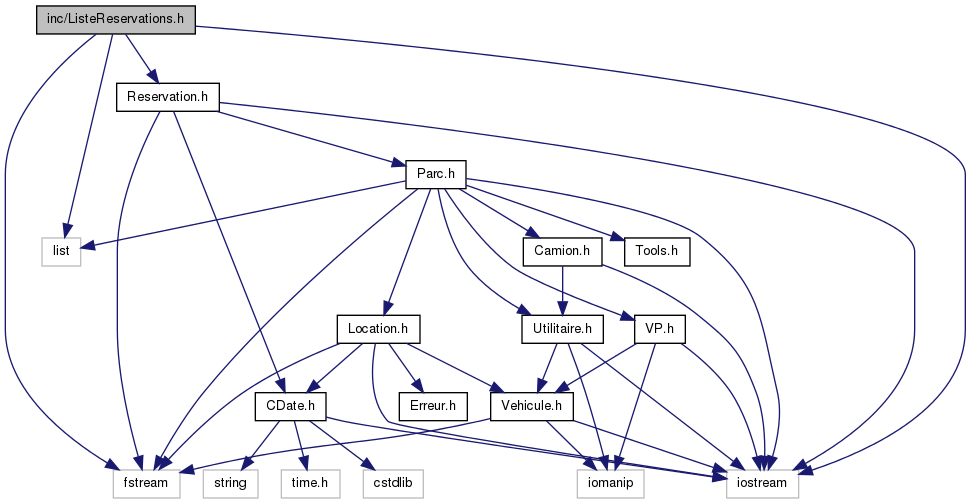 inc/ListeReservations.h
Reservation.h
Parc.h
list
Camion.h
Tools.h
Location.h
Utilitaire.h
VP.h
CDate.h
Erreur.h
Vehicule.h
fstream
string
time.h
cstdlib
iomanip
iostream